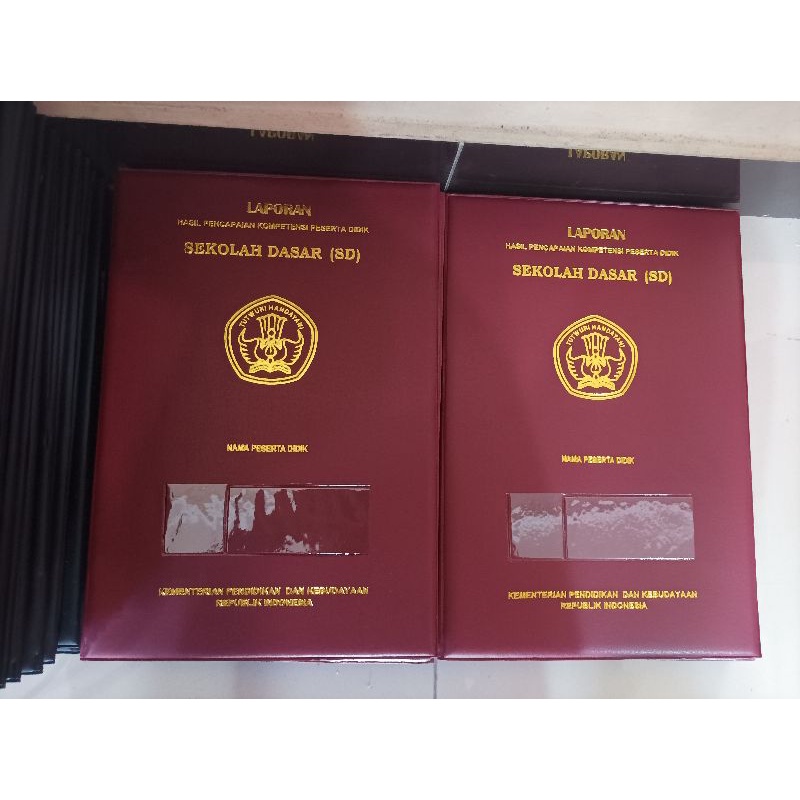 LAPORAN
LAPORAN
LAPORAN
HASIL PENCAPAIAN KOMPETENSI PESERTA DIDIK
SEKOLAH DASAR (SD)
TUT WURI HANDAYANI
NAMA PESERTA DIDIK
KEMENTERIAN PENDIDIKAN DAN KEBUDAYAAN
REPUBLIK INDONESIA
LAPORAN
HASIL PENCAPAIAN KOMPETENSI PESERTA DIDIK
SEKOLAH DASAR (SD)
TUT WURI HANDAYANI
NAMA PESERTA DIDIK
KEMENTERIAN PENDIDIKAN DAN KEBUDAYAAN
REPUBLIK INDONESIA